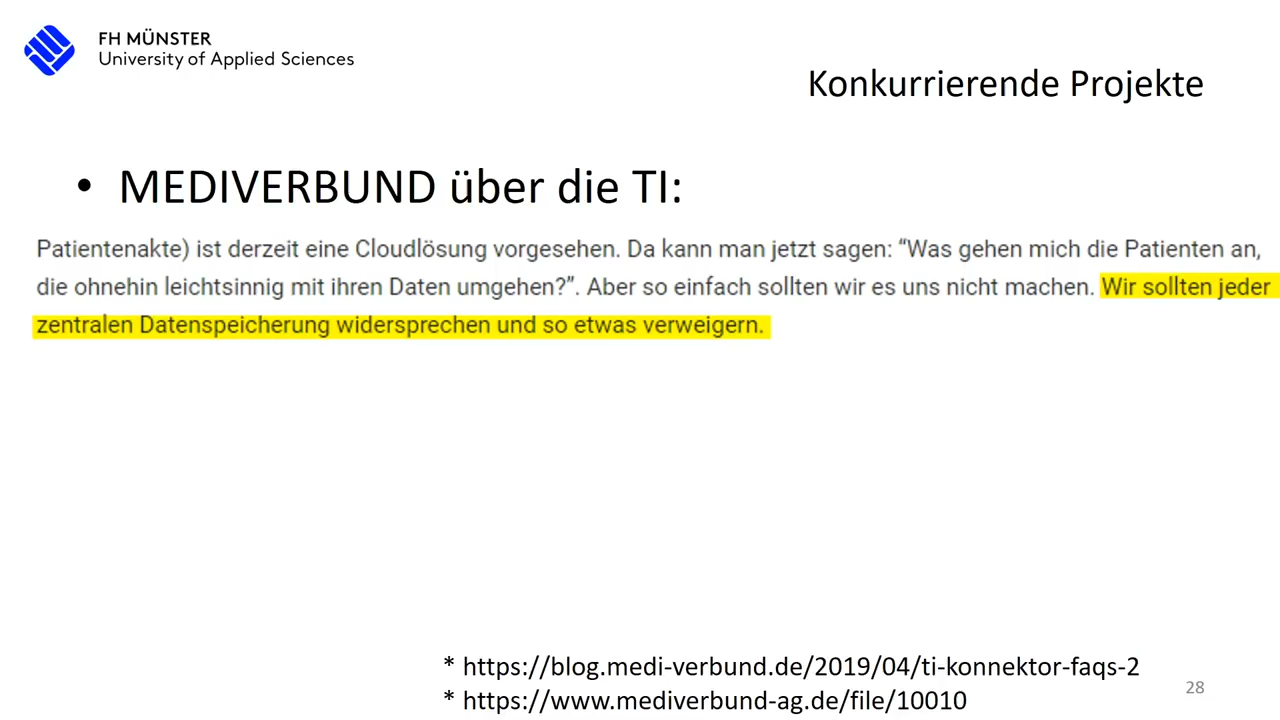 FH MÜNSTER
University of Applied Sciences
Konkurrierende Projekte
• MEDIVERBUND über die TI:
Patientenakte) ist derzeit eine Cloudlösung vorgesehen. Da kann man jetzt sagen: “Was gehen mich die Patienten an,
die ohnehin leichtsinnig mit ihren Daten umgehen?”. Aber so einfach sollten wir es uns nicht machen. Wir sollten jeder
zentralen Datenspeicherung widersprechen und so etwas verweigern.
* https://blog.medi-verbund.de/2019/04/ti-konnektor-faqs-2
* https://www.mediverbund-ag.de/file/10010
28